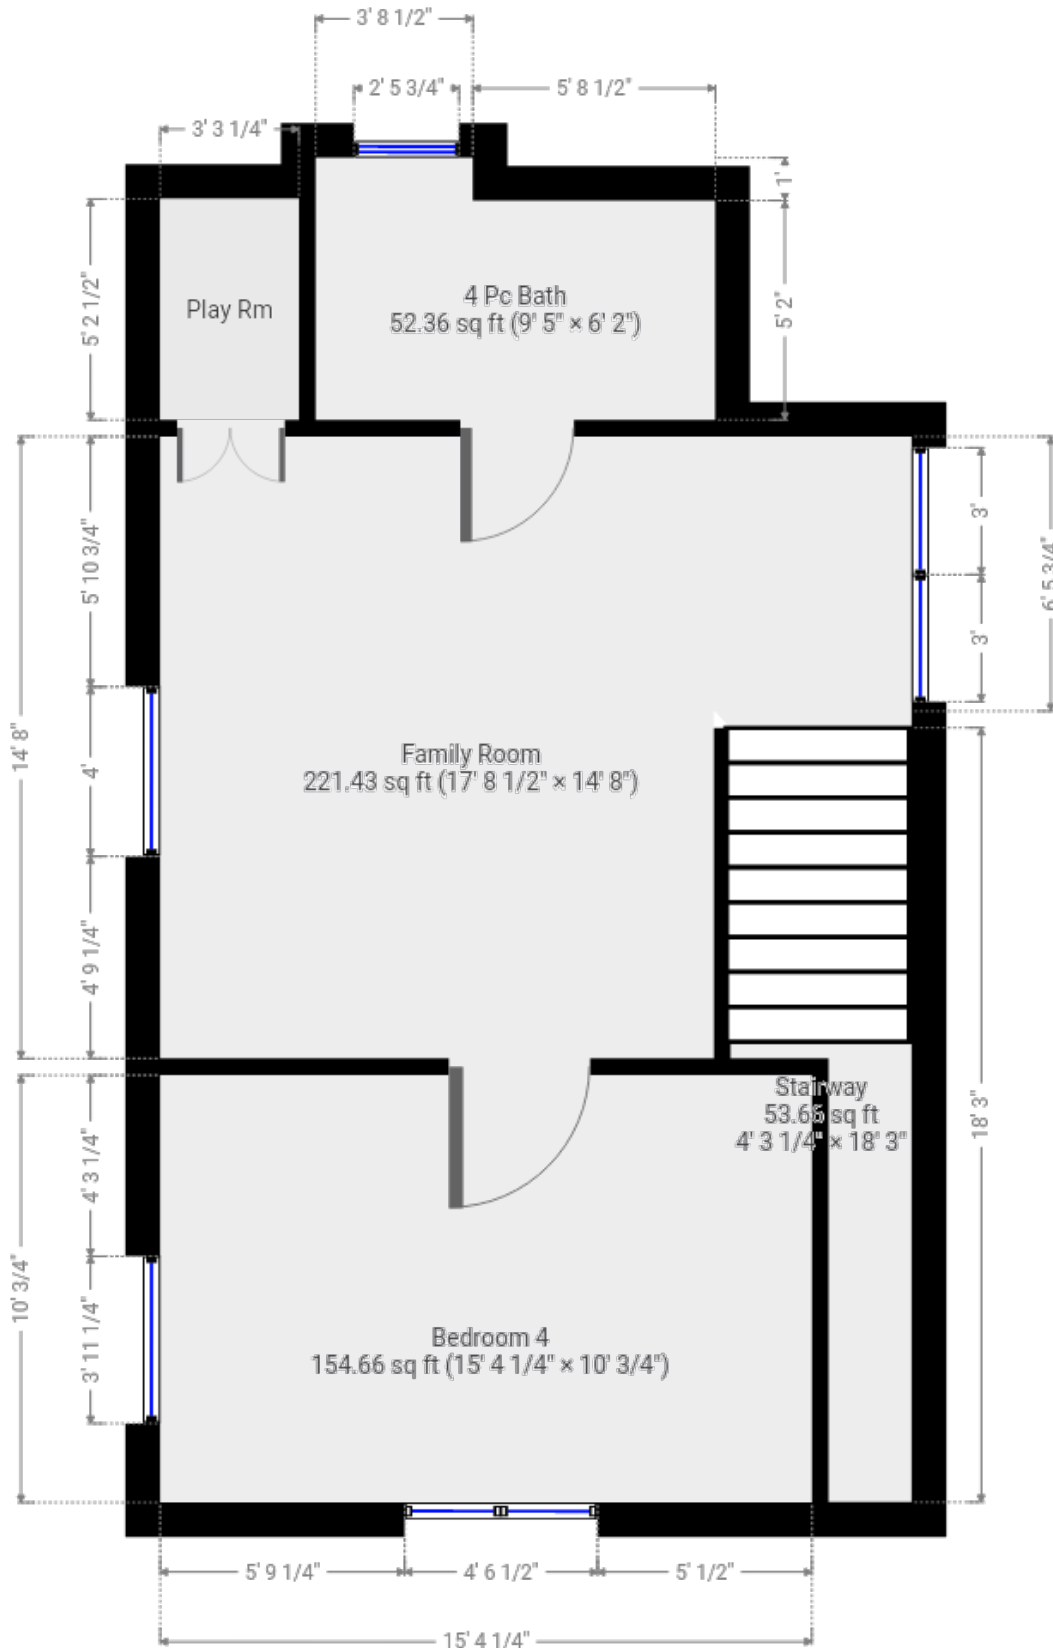 3' 8 1/2"
2' 5 3/4"
5' 8 1/2"
3' 3 1/4"
1'
5' 2 1/2"
Play Rm
4 Pc Bath
52.36 sq ft (9' 5" × 6' 2")
5' 2"
5' 10 3/4"
3'
6' 5 3/4"
3'
14' 8"
4'
Family Room
221.43 sq ft (17' 8 1/2" × 14' 8")
4' 9 1/4"
18' 3"
Stairway
53.66 sq ft
4' 3 1/4" × 18' 3"
4' 3 1/4"
10' 3/4"
3' 11 1/4"
Bedroom 4
154.66 sq ft (15' 4 1/4" × 10' 3/4")
5' 9 1/4"
4' 6 1/2"
5' 1/2"
15' 4 1/4"